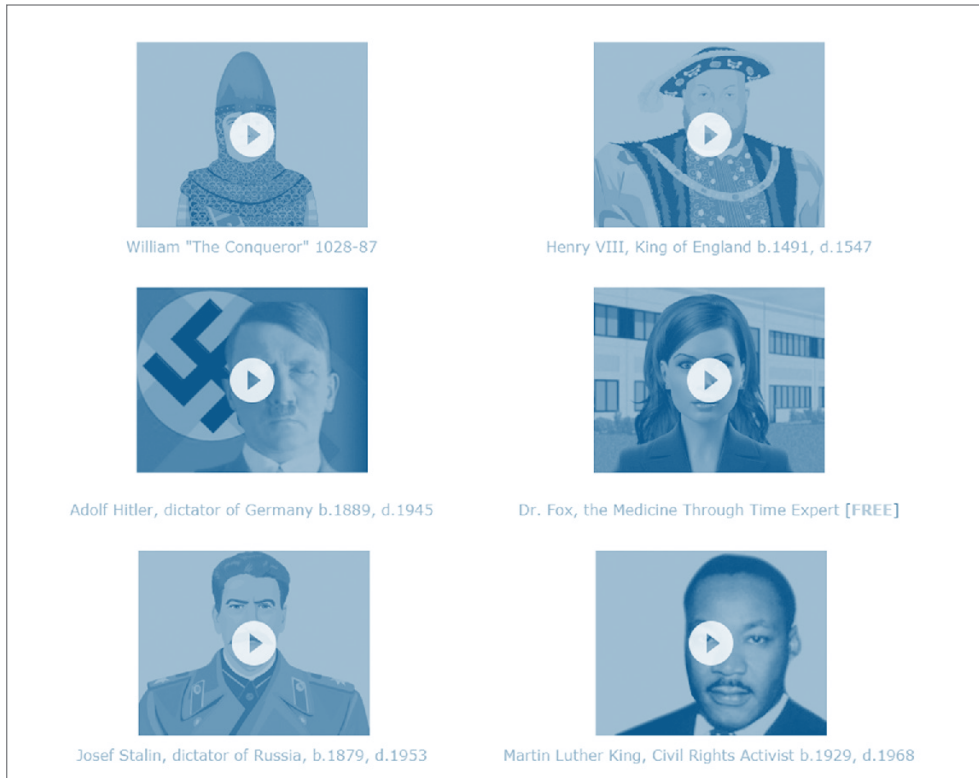 William "The Conqueror" 1028-87
Henry VIII, King of England b.1491, d.1547
Adolf Hitler, dictator of Germany b.1889, d.1945
Dr. Fox, the Medicine Through Time Expert [FREE]
Josef Stalin, dictator of Russia, b.1879, d.1953
Martin Luther King, Civil Rights Activist b.1929, d.1968